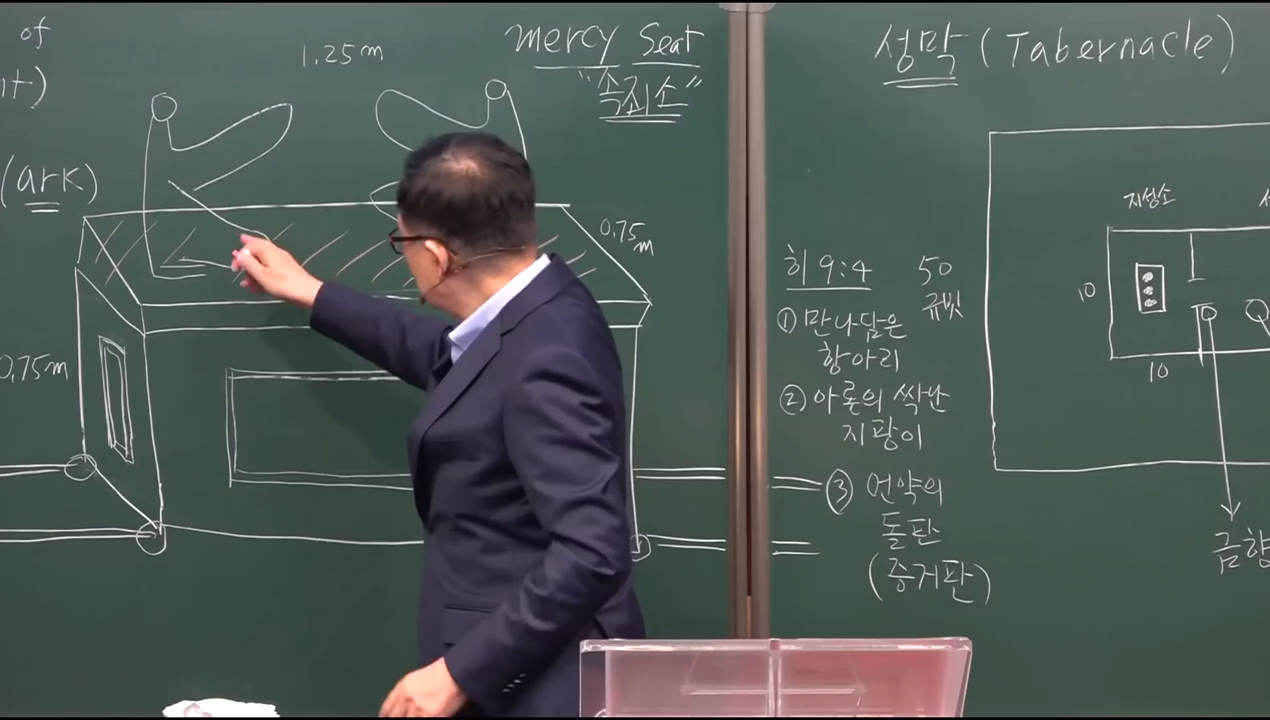 of
nt)
(ark)
1.25m
mercy Seat
"속죄소"
0.75m
0.75m
히 9:4
① 만나담은
항아리
② 아론의 싹난
지팡이
③ 언약의
돌판
(증거판)
50
규빗
성막 (Tabernacle)
지성소
10
10
금향